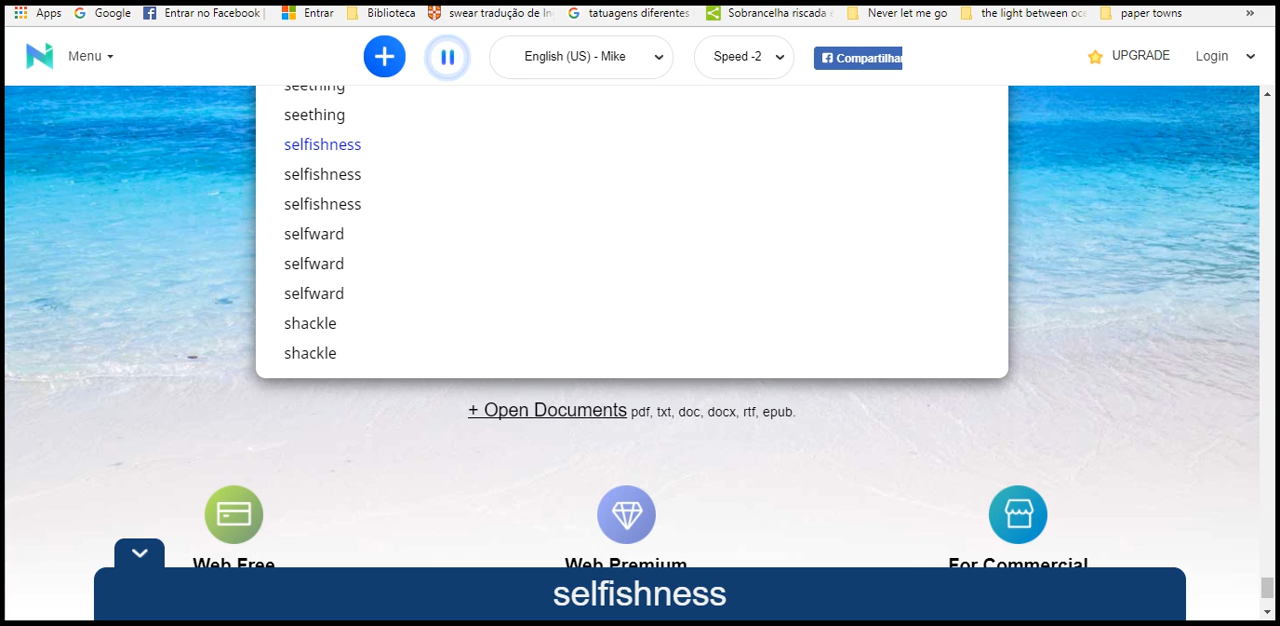 Apps Google Entrar no Facebook Entrar Biblioteca swear tradução de In tatuagens diferentes Sobrancelha riscada Never let me go the light between oce paper towns »
Menu + English (US) - Mike Speed -2 Compartilhar UPGRADE Login
seething
seething
selfishness
selfishness
selfishness
selfward
selfward
selfward
shackle
shackle
+ Open Documents pdf, txt, doc, docx, rtf, epub.
Web Free Web Premium For Commercial
selfishness